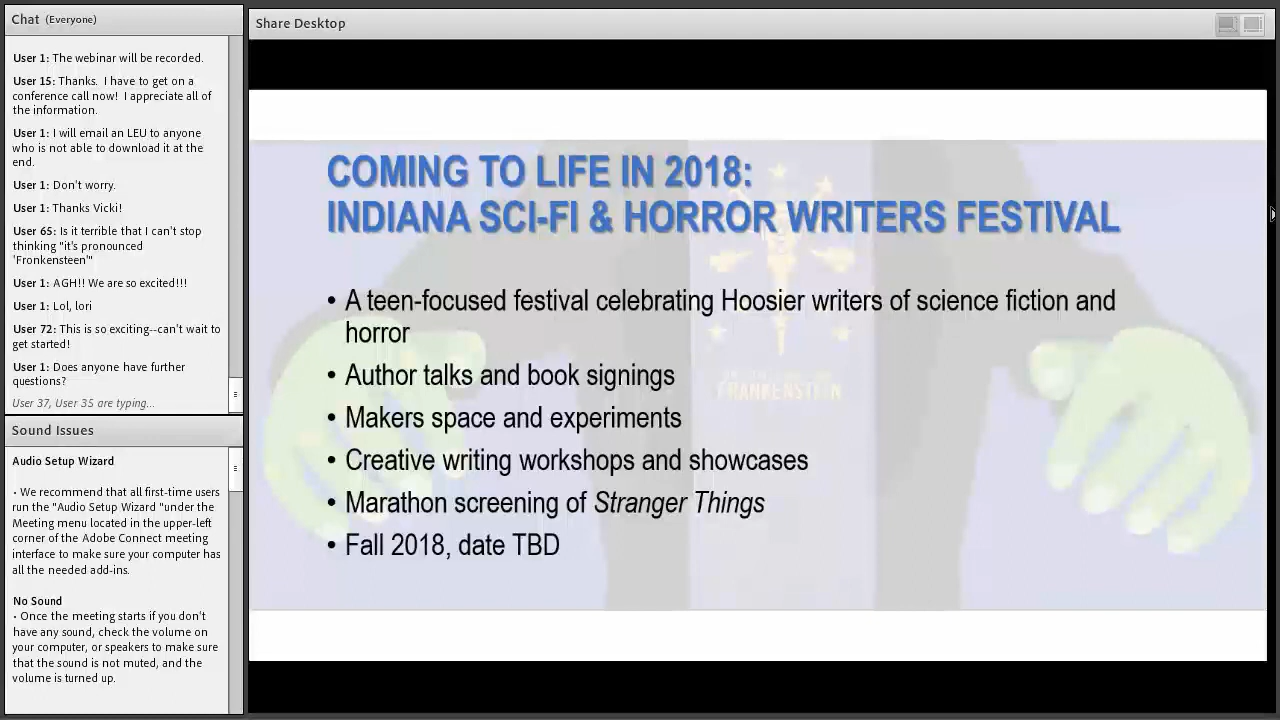 Chat (Everyone)
User 1: The webinar will be recorded.
User 15: Thanks.  I have to get on a
conference call now!  I appreciate all of
the information.
User 1: I will email an LEU to anyone
who is not able to download it at the
end.
User 1: Don't worry.
User 1: Thanks Vicki!
User 65: Is it terrible that I can't stop
thinking "it's pronounced
'Fronkensteen'"
User 1: AGH!! We are so excited!!!
User 1: Lol, lori
User 72: This is so exciting--can't wait to
get started!
User 1: Does anyone have further
questions?
User 37, User 35 are typing...
Sound Issues
Audio Setup Wizard
• We recommend that all first-time users
run the "Audio Setup Wizard "under the
Meeting menu located in the upper-left
corner of the Adobe Connect meeting
interface to make sure your computer has
all the needed add-ins.
No Sound
• Once the meeting starts if you don't
have any sound, check the volume on
your computer, or speakers to make sure
that the sound is not muted, and the
volume is turned up.
Share Desktop
COMING TO LIFE IN 2018:
INDIANA SCI-FI & HORROR WRITERS FESTIVAL
• A teen-focused festival celebrating Hoosier writers of science fiction and
horror
• Author talks and book signings
• Makers space and experiments
• Creative writing workshops and showcases
• Marathon screening of Stranger Things
• Fall 2018, date TBD
FRANKENSTEIN